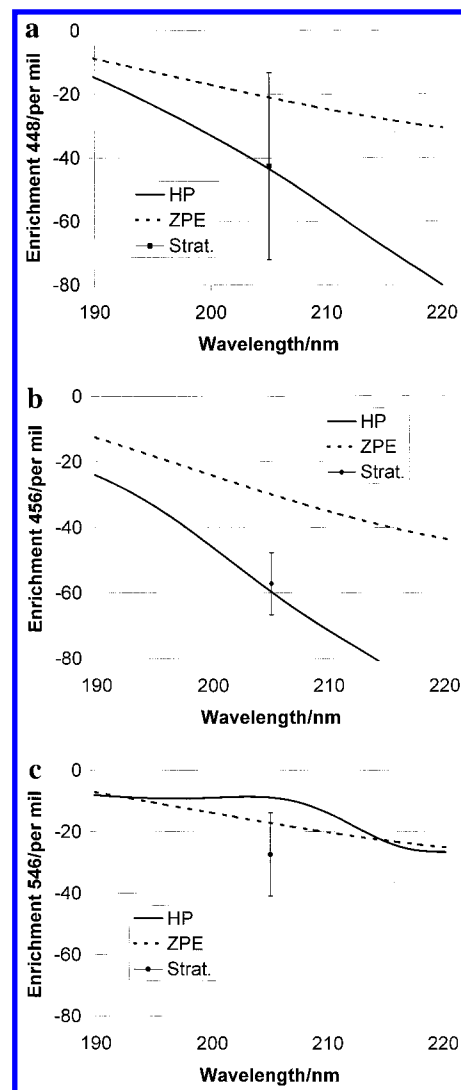 a
0
-20
-40
-60
-80
Enrichment 448/per mil
HP
ZPE
Strat.
190 200 210 220
Wavelength/nm
b
0
-20
-40
-60
-80
Enrichment 456/per mil
HP
ZPE
Strat.
190 200 210 220
Wavelength/nm
c
0
-20
-40
-60
-80
Enrichment 546/per mil
HP
ZPE
Strat.
190 200 210 220
Wavelength/nm